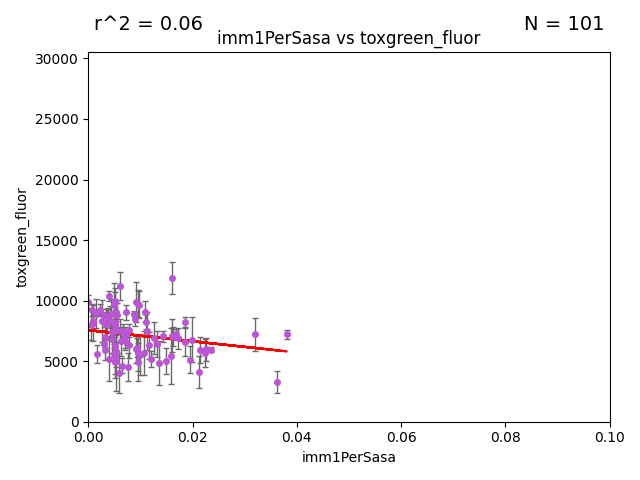 r^2 = 0.06
N = 101
imm1PerSasa vs toxgreen_fluor
30000
25000
20000
15000
10000
5000
0
toxgreen_fluor
0.00 0.02 0.04 0.06 0.08 0.10
imm1PerSasa